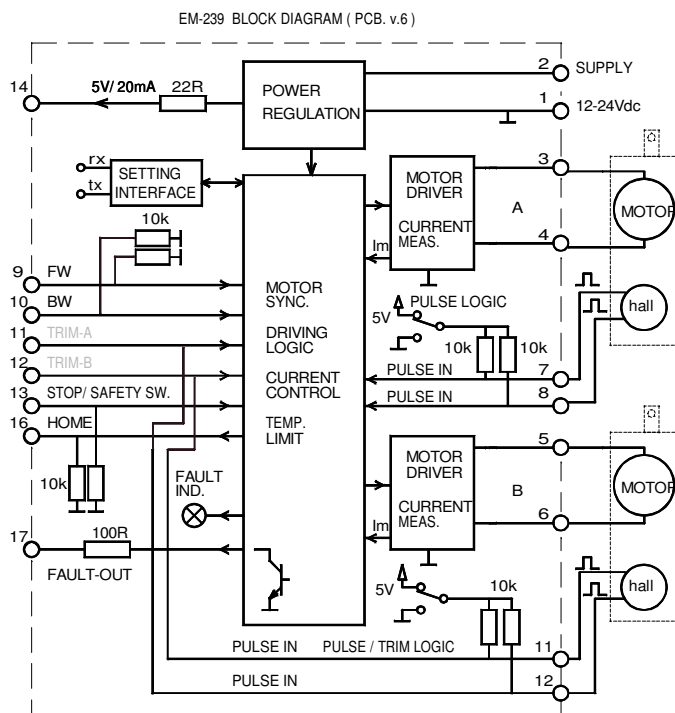 EM-239 BLOCK DIAGRAM ( PCB. v.6 )
14
5V/ 20mA
22R
POWER
REGULATION
2
SUPPLY
1
12-24Vdc
rx
tx
SETTING
INTERFACE
10k
MOTOR
DRIVER
CURRENT
MEAS.
Im
3
A
4
MOTOR
hall
9
FW
10
BW
11
TRIM-A
12
TRIM-B
13
STOP/ SAFETY SW.
16
HOME
10k
MOTOR
SYNC.
DRIVING
LOGIC
CURRENT
CONTROL
TEMP.
LIMIT
5V
PULSE LOGIC
10k
10k
PULSE IN
7
PULSE IN
8
FAULT
IND.
17
100R
FAULT-OUT
MOTOR
DRIVER
CURRENT
MEAS.
Im
5
B
6
MOTOR
hall
5V
10k
PULSE IN
PULSE / TRIM LOGIC
11
PULSE IN
12